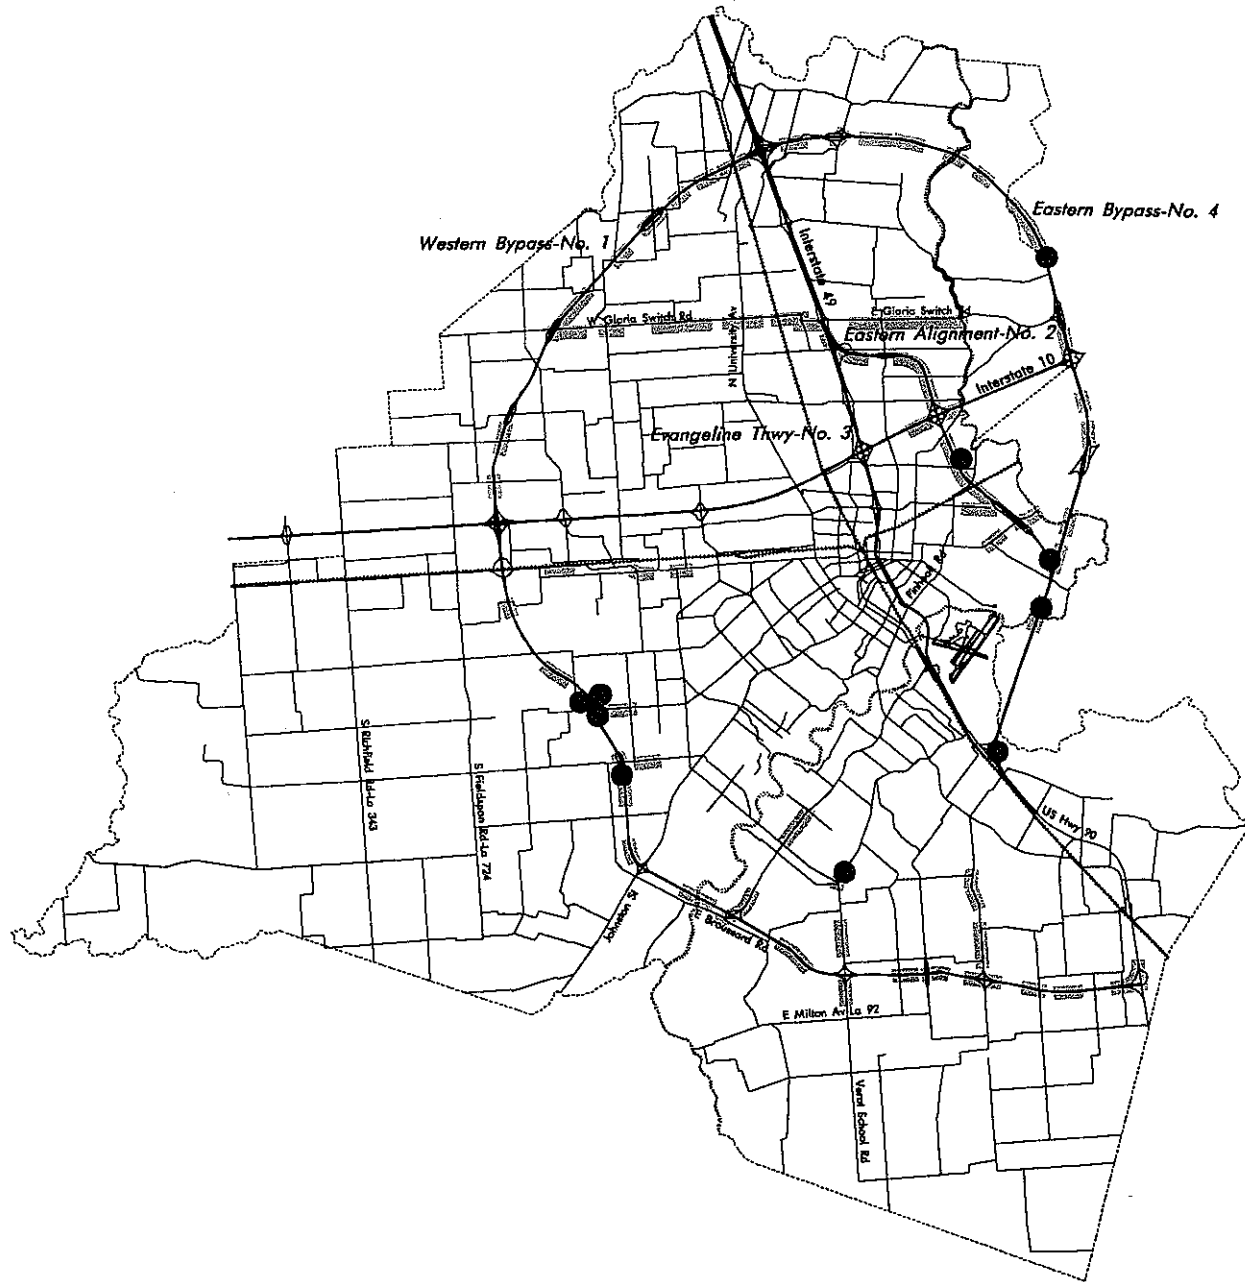 Eastern Bypass-No. 4
Western Bypass-No. 1
Interstate 49
W Gloria Switch Rd
E Gloria Switch Rd
Eastern Alignment-No. 2
N University Av
Interstate 10
Evangeline Thwy-No. 3
Pinhook Rd
S Richfield Rd-La 343
S Fieldspan Rd-La 724
US Hwy 90
Johnston St
Broussard Rd
E Milton Av La 92
Verot School Rd